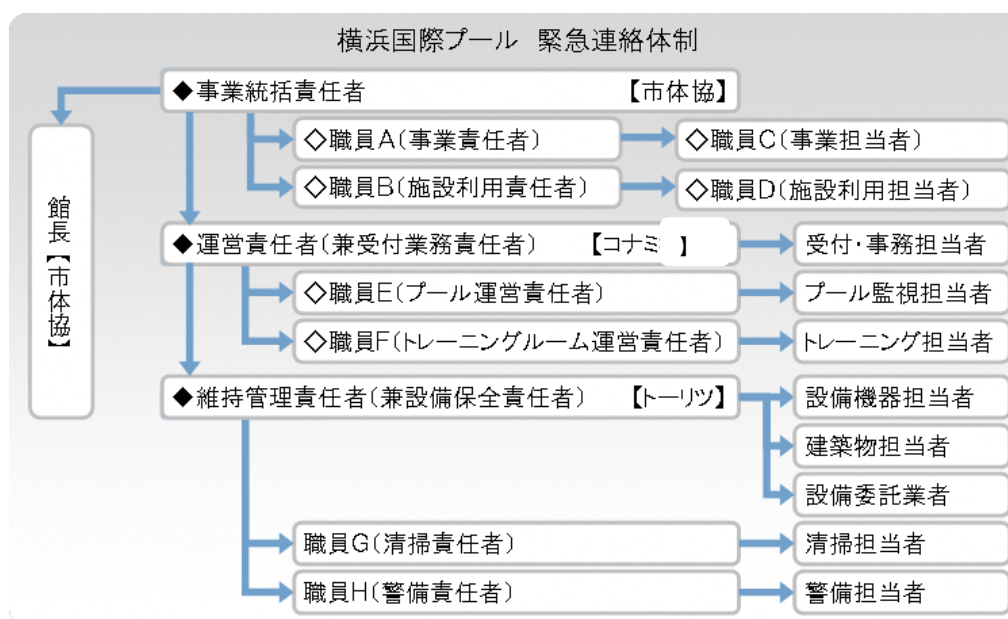 横浜国際プール 緊急連絡体制
◆事業統括責任者 【市体協】
◇職員A(事業責任者)
◇職員C(事業担当者)
◇職員B(施設利用責任者)
◇職員D(施設利用担当者)
館長【市体協】
◆運営責任者(兼受付業務責任者) 【コナミ 】
受付・事務担当者
◇職員E(プール運営責任者)
プール監視担当者
◇職員F(トレーニングルーム運営責任者)
トレーニング担当者
◆維持管理責任者(兼設備保全責任者) 【トーリツ】
設備機器担当者
建築物担当者
設備委託業者
職員G(清掃責任者)
清掃担当者
職員H(警備責任者)
警備担当者